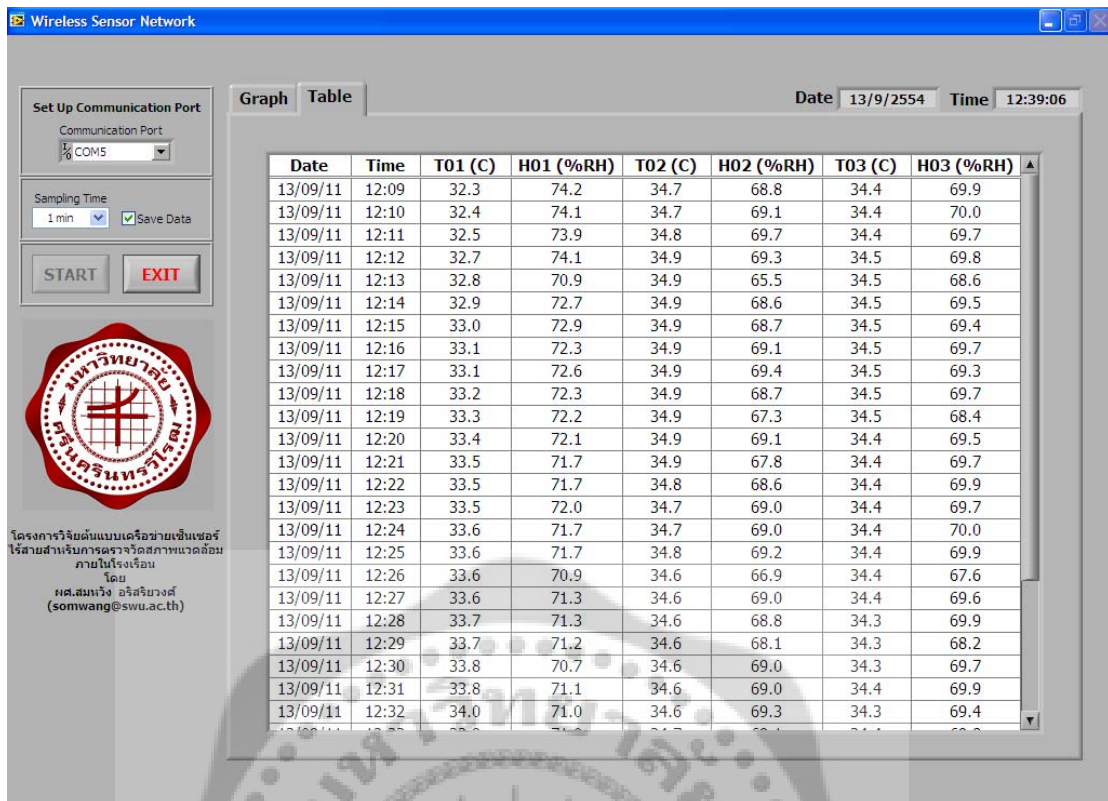 Wireless Sensor Network
Set Up Communication Port
Communication Port
COM5
Sampling Time
1 min Save Data
START EXIT
มหาวิทยาลัย
ศรีนครินทรวิโรฒ
โครงการวิจัยต้นแบบเครือข่ายเซ็นเซอร์
ไร้สายสำหรับการตรวจวัดสภาพแวดล้อม
ภายในโรงเรือน
โดย
ผศ.สมหวัง อริสริยวงศ์
(somwang@swu.ac.th)
Graph Table
Date 13/9/2554 Time 12:39:06
Date Time T01 (C) H01 (%RH) T02 (C) H02 (%RH) T03 (C) H03 (%RH)
13/09/11 12:09 32.3 74.2 34.7 68.8 34.4 69.9
13/09/11 12:10 32.4 74.1 34.7 69.1 34.4 70.0
13/09/11 12:11 32.5 73.9 34.8 69.7 34.4 69.7
13/09/11 12:12 32.7 74.1 34.9 69.3 34.5 69.8
13/09/11 12:13 32.8 70.9 34.9 65.5 34.5 68.6
13/09/11 12:14 32.9 72.7 34.9 68.6 34.5 69.5
13/09/11 12:15 33.0 72.9 34.9 68.7 34.5 69.4
13/09/11 12:16 33.1 72.3 34.9 69.1 34.5 69.7
13/09/11 12:17 33.1 72.6 34.9 69.4 34.5 69.3
13/09/11 12:18 33.2 72.3 34.9 68.7 34.5 69.7
13/09/11 12:19 33.3 72.2 34.9 67.3 34.5 68.4
13/09/11 12:20 33.4 72.1 34.9 69.1 34.4 69.5
13/09/11 12:21 33.5 71.7 34.9 67.8 34.4 69.7
13/09/11 12:22 33.5 71.7 34.8 68.6 34.4 69.9
13/09/11 12:23 33.5 72.0 34.7 69.0 34.4 69.7
13/09/11 12:24 33.6 71.7 34.7 69.0 34.4 70.0
13/09/11 12:25 33.6 71.7 34.8 69.2 34.4 69.9
13/09/11 12:26 33.6 70.9 34.6 66.9 34.4 67.6
13/09/11 12:27 33.6 71.3 34.6 69.0 34.4 69.6
13/09/11 12:28 33.7 71.3 34.6 68.8 34.3 69.9
13/09/11 12:29 33.7 71.2 34.6 68.1 34.3 68.2
13/09/11 12:30 33.8 70.7 34.6 69.0 34.3 69.7
13/09/11 12:31 33.8 71.1 34.6 69.0 34.4 69.9
13/09/11 12:32 34.0 71.0 34.6 69.3 34.3 69.4